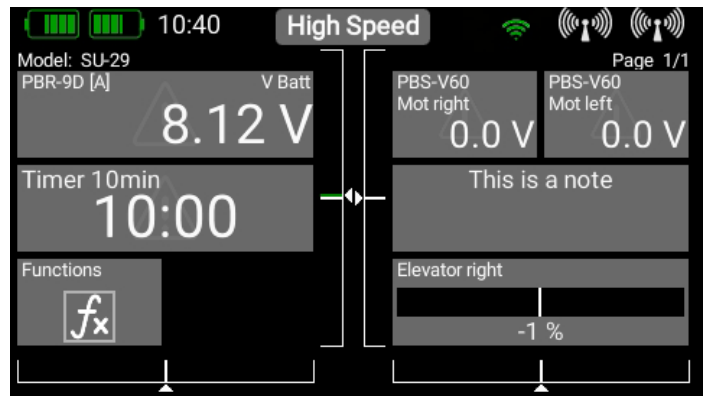 10:40
High Speed
Model: SU-29
Page 1/1
PBR-9D [A]
V Batt
8.12 V
PBS-V60
Mot right
0.0 V
PBS-V60
Mot left
0.0 V
Timer 10min
10:00
This is a note
Functions
fx
Elevator right
-1 %